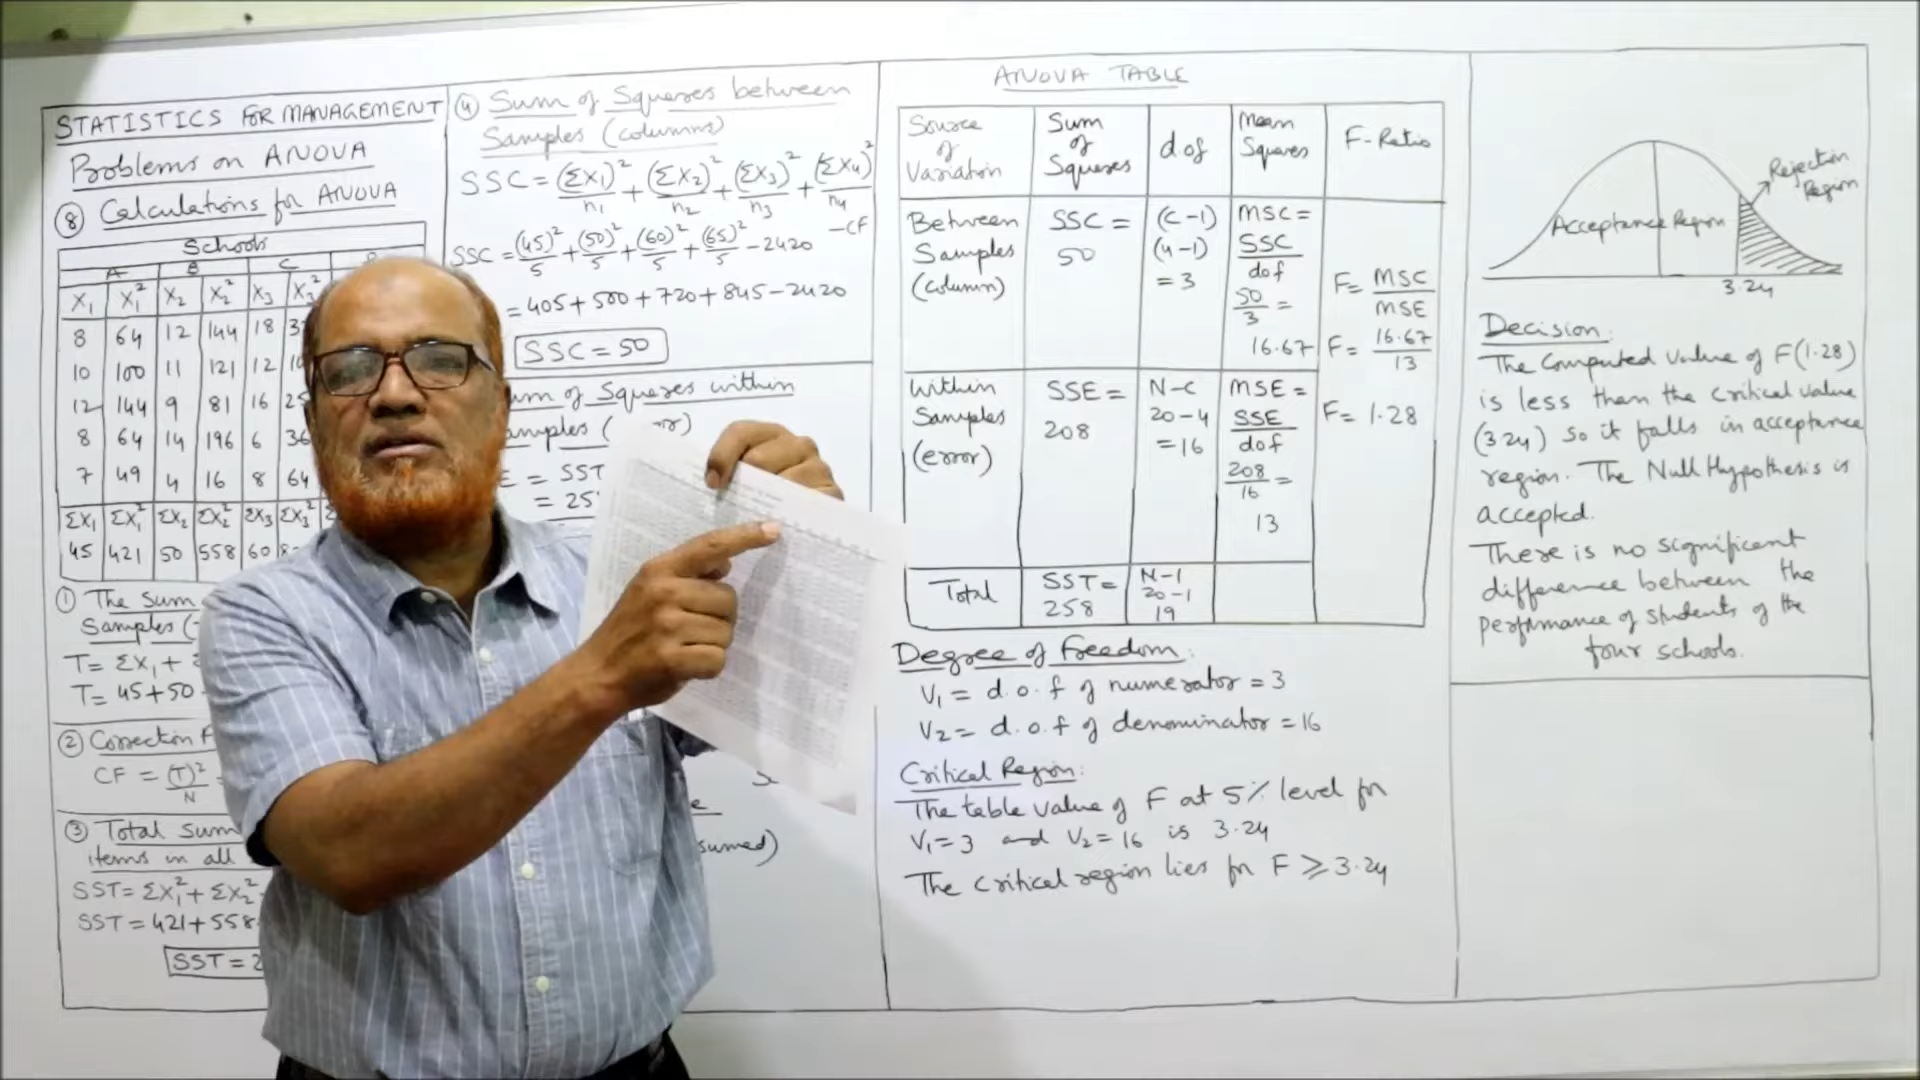 STATISTICS FOR MANAGEMENT
Problems on ANOVA
⑧ Calculations for ANOVA
Schools
A B C
X₁ X₁² X₂ X₂² X₃ X₃²
8 64 12 144 18
10 100 11 121 12
12 144 9 81 16
8 64 14 196 6 36
7 49 4 16 8 64
ΣX₁ ΣX₁² ΣX₂ ΣX₂² ΣX₃ ΣX₃²
45 421 50 558 60
① The sum
Samples (
T = ΣX₁ +
T = 45 + 50
② Correction F
CF = (T)²/N =
③ Total sum
items in all
SST = ΣX₁² + ΣX₂²
SST = 421 + 558
SST = 2
④ Sum of Squares between
Samples (columns)
SSC = (ΣX₁)²/n₁ + (ΣX₂)²/n₂ + (ΣX₃)²/n₃ + (ΣX₄)²/n₄ - CF
SSC = (45)²/5 + (50)²/5 + (60)²/5 + (65)²/5 - 2420
= 405 + 500 + 720 + 845 - 2420
SSC = 50
um of Squares within
amples ( or)
E = SST
= 25
sumed)
ANOVA TABLE
Source of Variation Sum of Squares dof Mean Squares F-Ratio
Between Samples (column) SSC = 50 (C-1) (4-1) = 3 MSC = SSC/dof 50/3 = 16.67 F = MSC/MSE F = 16.67/13 F = 1.28
Within Samples (error) SSE = 208 N-C 20-4 = 16 MSE = SSE/dof 208/16 = 13
Total SST = 258 N-1 20-1 19
Degree of Freedom:
V₁ = d.o.f of numerator = 3
V₂ = d.o.f of denominator = 16
Critical Region:
The table value of F at 5% level for
V₁ = 3 and V₂ = 16 is 3.24
The critical region lies for F ≥ 3.24
Rejection
Region
Acceptance Region
3.24
Decision:
The computed value of F(1.28)
is less than the critical value
(3.24) so it falls in acceptance
region. The Null Hypothesis is
accepted.
There is no significant
difference between the
performance of students of the
four schools.